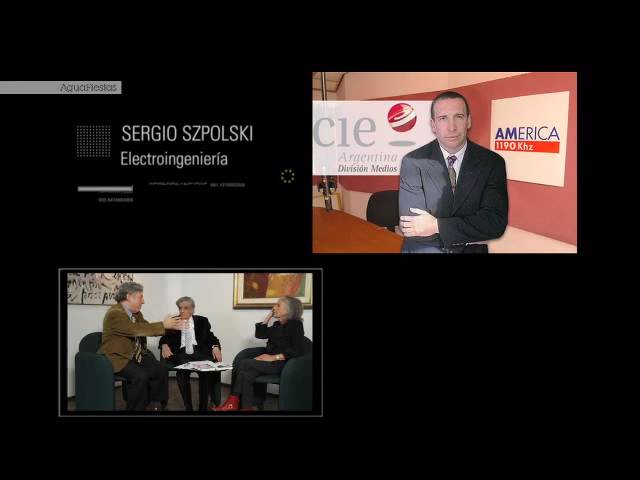 AguaFiestas
SERGIO SZPOLSKI
Electroingeniería
cie
Argentina
División Medios
AMERICA
1190 Khz